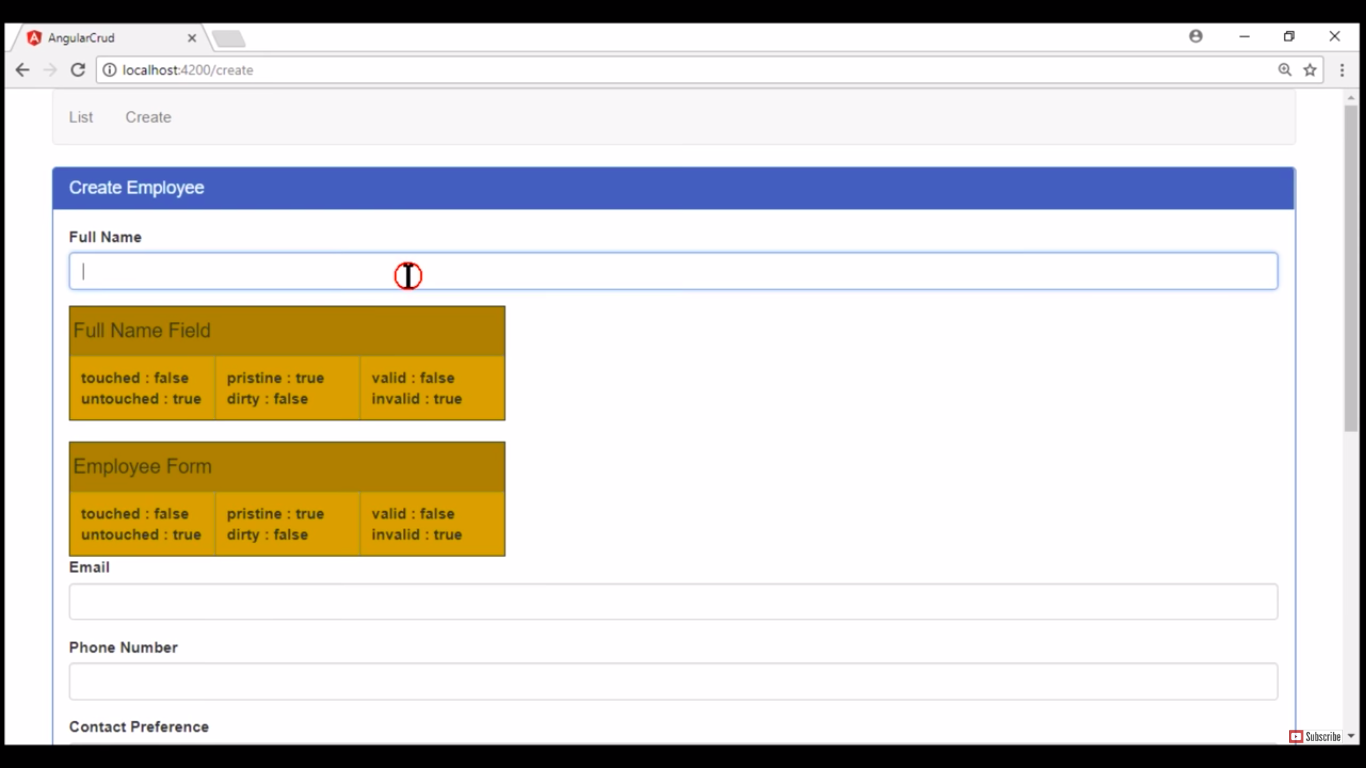 AngularCrud
localhost:4200/create
List Create
Create Employee
Full Name
Full Name Field
touched : false pristine : true valid : false
untouched : true dirty : false invalid : true
Employee Form
touched : false pristine : true valid : false
untouched : true dirty : false invalid : true
Email
Phone Number
Contact Preference
Subscribe